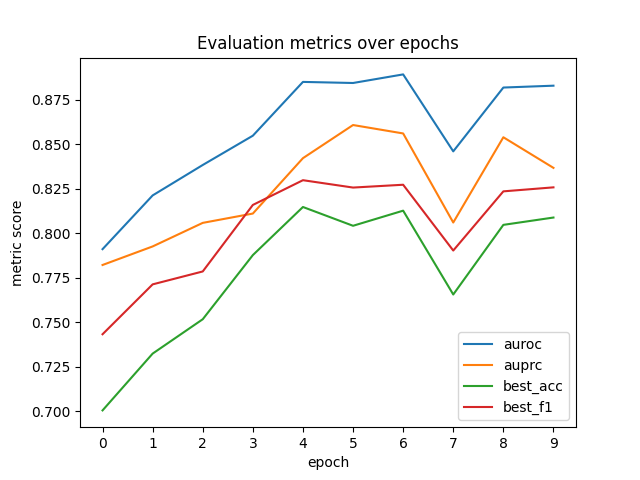 Evaluation metrics over epochs
metric score
0.875
0.850
0.825
0.800
0.775
0.750
0.725
0.700
0 1 2 3 4 5 6 7 8 9
epoch
auroc
auprc
best_acc
best_f1